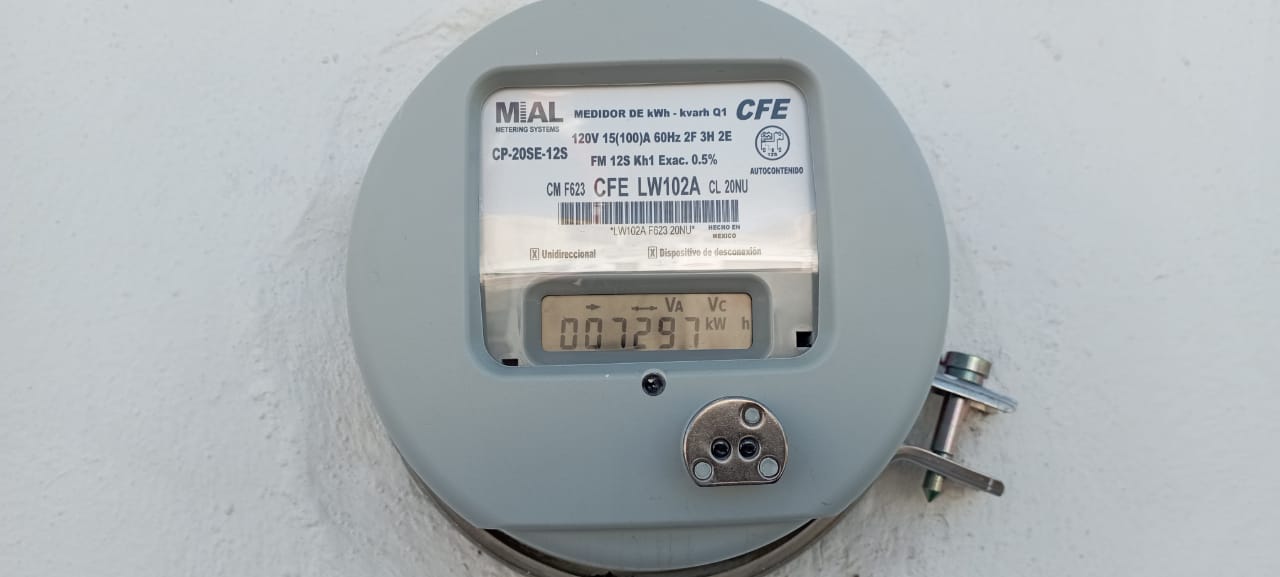 MIAL
METERING SYSTEMS
MEDIDOR DE kWh - kvarh Q1
CFE
120V 15(100)A 60Hz 2F 3H 2E
CP-20SE-12S
FM 12S Kh1 Exac. 0.5%
12S
AUTOCONTENIDO
CM F623 CFE LW102A CL 20NU
*LW102A F623 20NU*
HECHO EN
MEXICO
X Unidireccional
X Dispositivo de desconexión
VA VC
007297 kW h